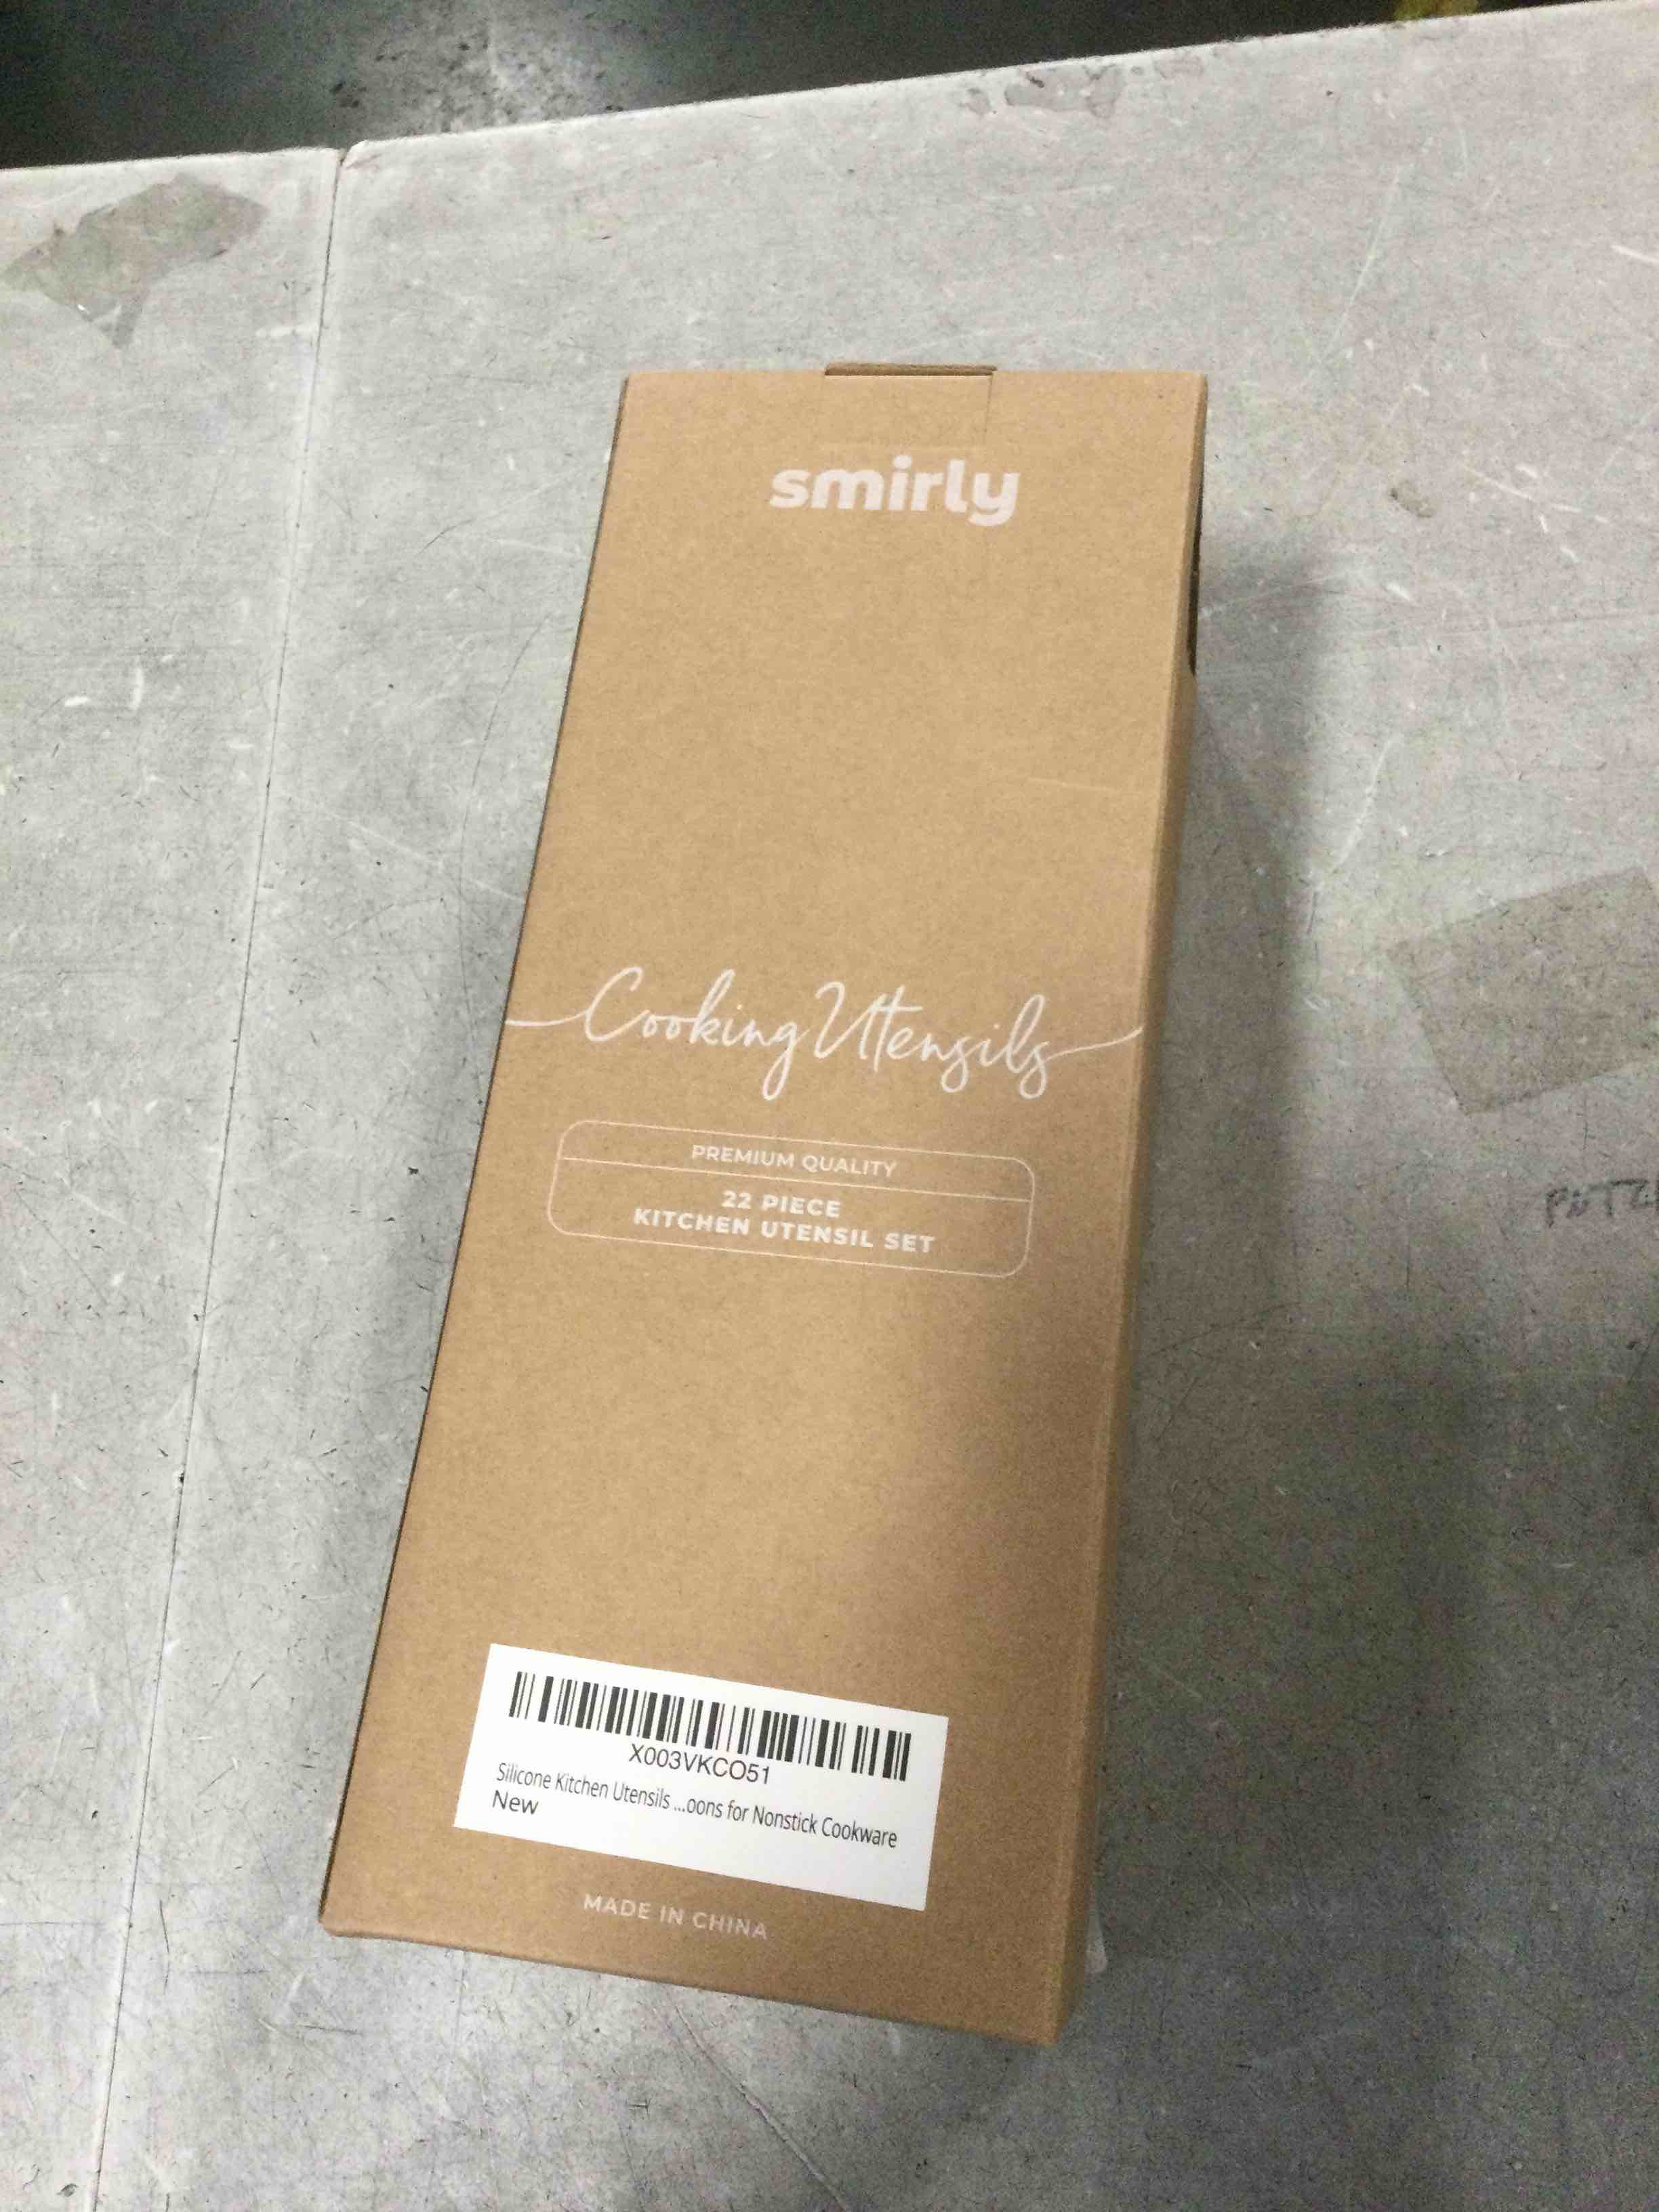 smirly
Cooking Utensils
PREMIUM QUALITY
22 PIECE
KITCHEN UTENSIL SET
X003VKCO51
Silicone Kitchen Utensils ...oons for Nonstick Cookware
New
MADE IN CHINA